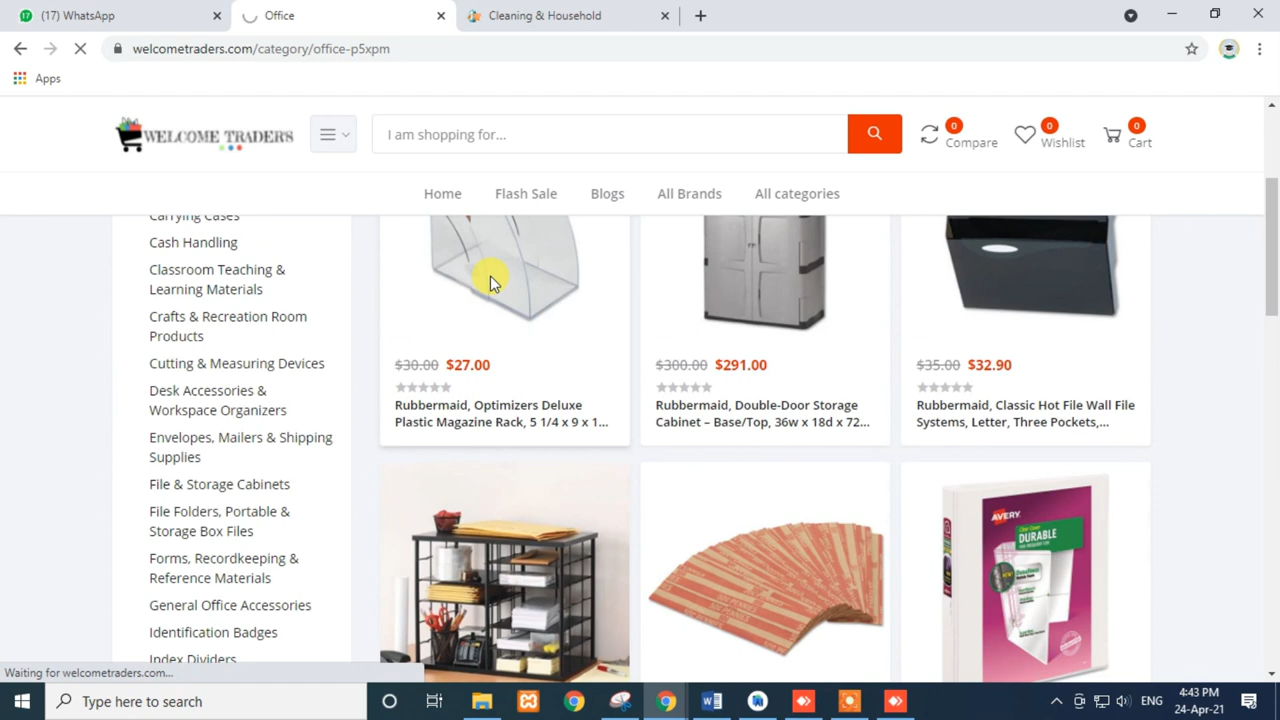 (17) WhatsApp
Office
Cleaning & Household
welcometraders.com/category/office-p5xpm
Apps
WELCOME TRADERS
I am shopping for...
0
Compare
0
Wishlist
0
Cart
Home
Flash Sale
Blogs
All Brands
All categories
Carrying Cases
Cash Handling
Classroom Teaching &
Learning Materials
Crafts & Recreation Room
Products
Cutting & Measuring Devices
Desk Accessories &
Workspace Organizers
Envelopes, Mailers & Shipping
Supplies
File & Storage Cabinets
File Folders, Portable &
Storage Box Files
Forms, Recordkeeping &
Reference Materials
General Office Accessories
Identification Badges
Index Dividers
$30.00 $27.00
Rubbermaid, Optimizers Deluxe
Plastic Magazine Rack, 5 1/4 x 9 x 1...
$300.00 $291.00
Rubbermaid, Double-Door Storage
Cabinet – Base/Top, 36w x 18d x 72...
$35.00 $32.90
Rubbermaid, Classic Hot File Wall File
Systems, Letter, Three Pockets,...
AVERY
DURABLE
Waiting for welcometraders.com...
Type here to search
ENG
4:43 PM
24-Apr-21